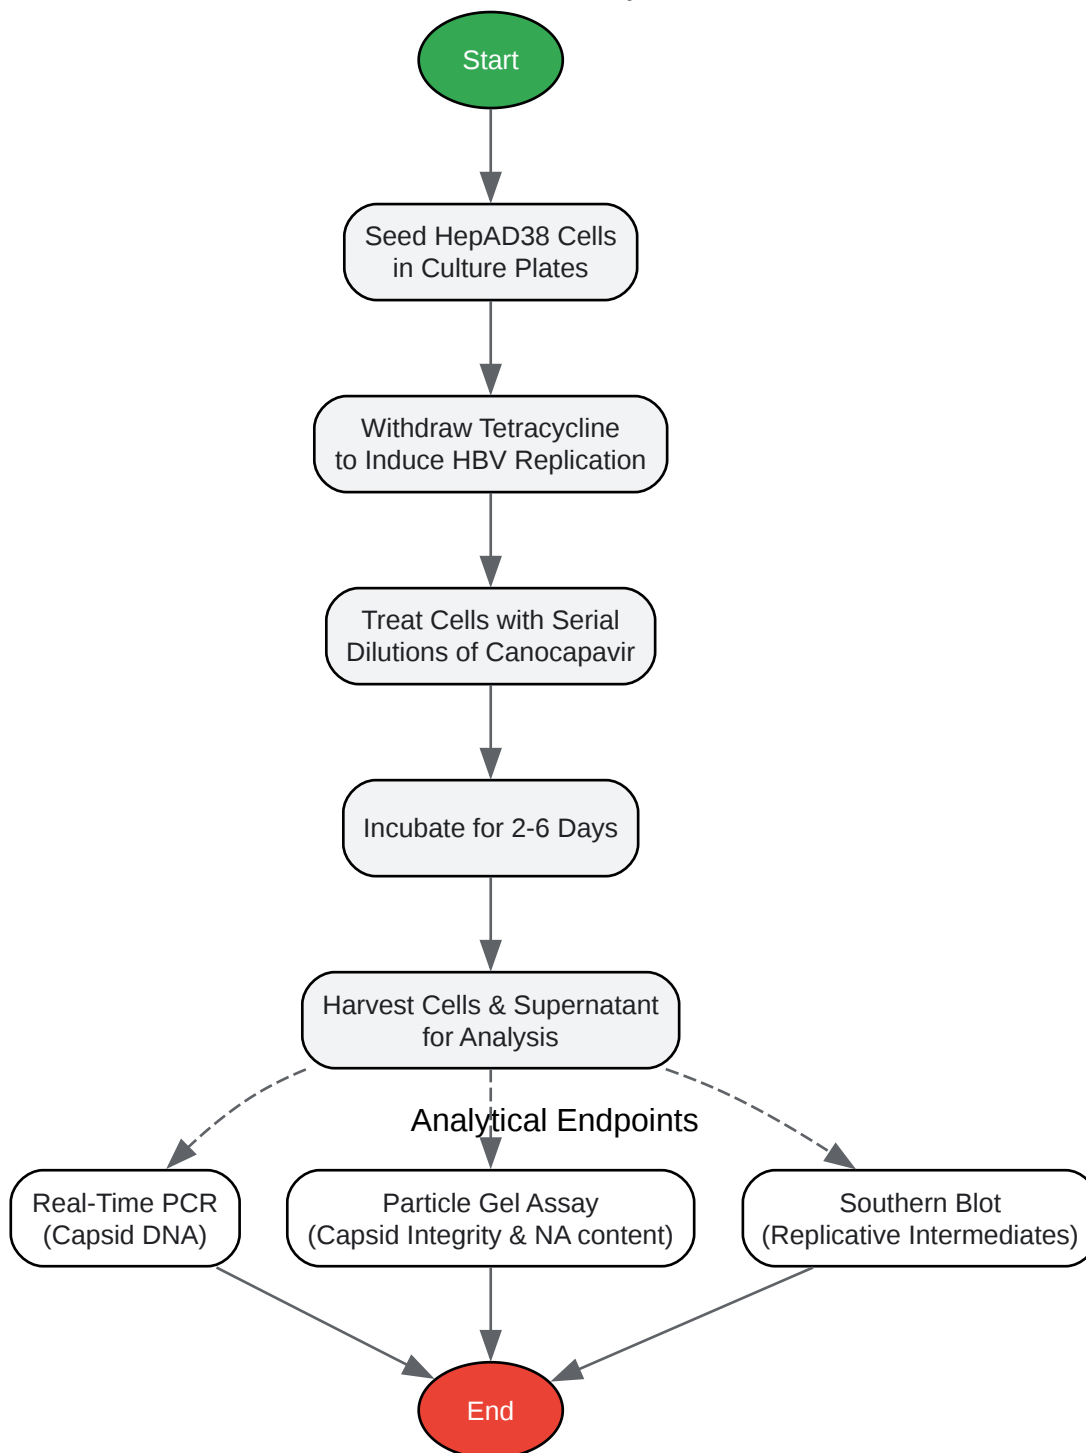 Start
Seed HepAD38 Cells
in Culture Plates
Withdraw Tetracycline
to Induce HBV Replication
Treat Cells with Serial
Dilutions of Canocapavir
Incubate for 2-6 Days
Harvest Cells & Supernatant
for Analysis
Analytical Endpoints
Real-Time PCR
(Capsid DNA)
Particle Gel Assay
(Capsid Integrity & NA content)
Southern Blot
(Replicative Intermediates)
End